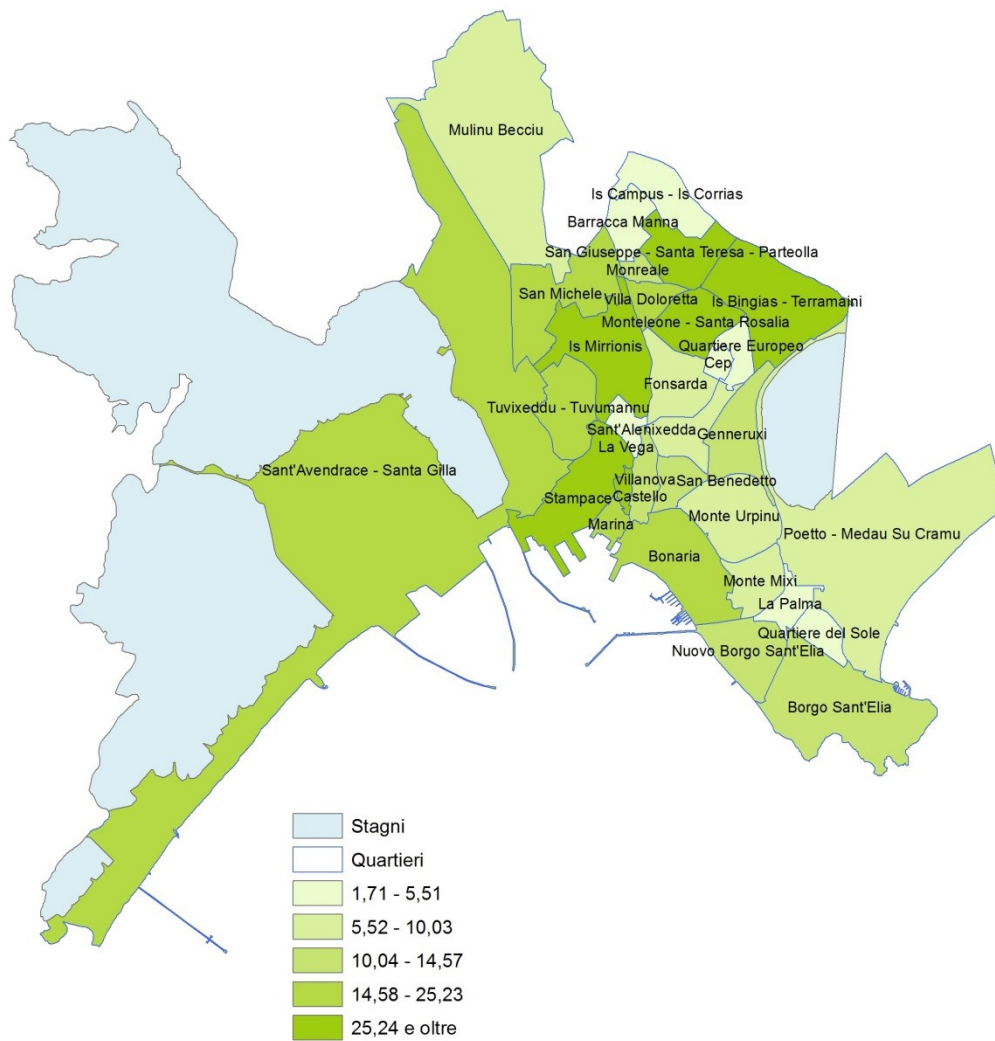 Mulinu Becciu
Is Campus - Is Corrias
Barracca Manna
San Giuseppe - Santa Teresa - Parteolla
Monreale
San Michele
Villa Doloretta
Is Bingias - Terramaini
Monteleone - Santa Rosalia
Is Mirrionis
Quartiere Europeo
Cep
Fonsarda
Tuvixeddu - Tuvumannu
Sant'Alenixedda
Genneruxi
La Vega
Sant'Avendrace - Santa Gilla
Villanova
San Benedetto
Stampace
Castello
Marina
Monte Urpinu
Bonaria
Poetto - Medau Su Cramu
Monte Mixi
La Palma
Quartiere del Sole
Nuovo Borgo Sant'Elia
Borgo Sant'Elia
Stagni
Quartieri
1,71 - 5,51
5,52 - 10,03
10,04 - 14,57
14,58 - 25,23
25,24 e oltre